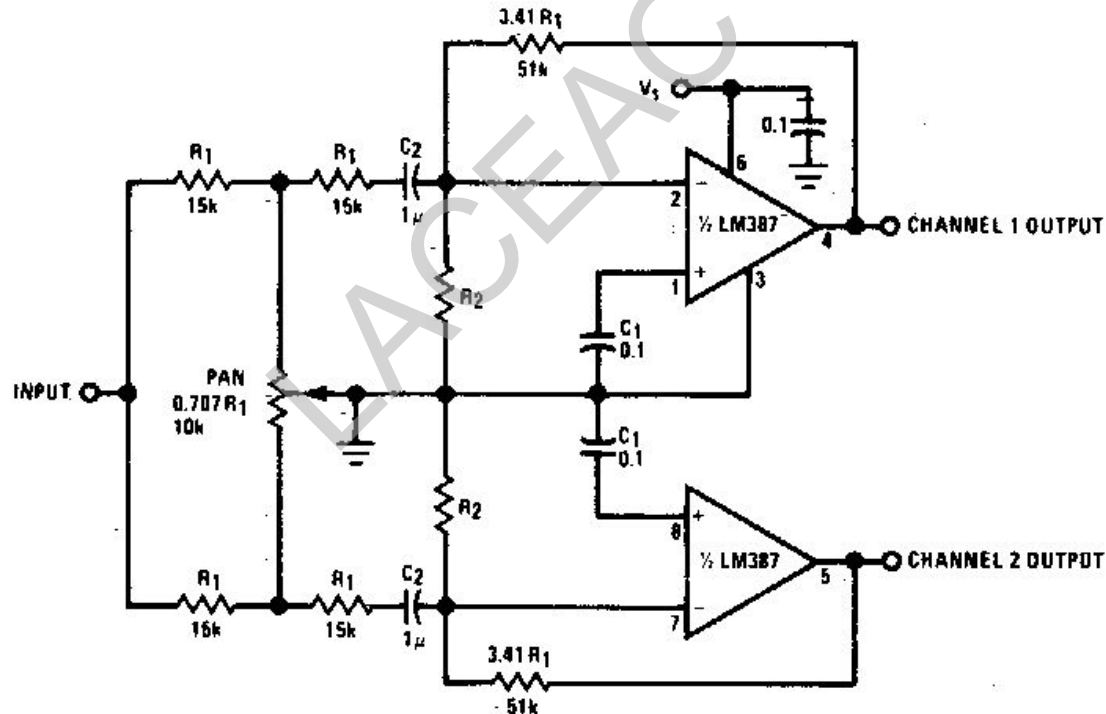 3.41 R1
51k
Vs
0.1
6
R1
15k
R1
15k
C2
1µ
−
2
½ LM387
4
CHANNEL 1 OUTPUT
+
1
3
R2
C1
0.1
INPUT
PAN
0.707 R1
10k
C1
0.1
R2
+
8
½ LM387
5
CHANNEL 2 OUTPUT
−
7
R1
15k
R1
15k
C2
1µ
3.41 R1
51k
LACEAC